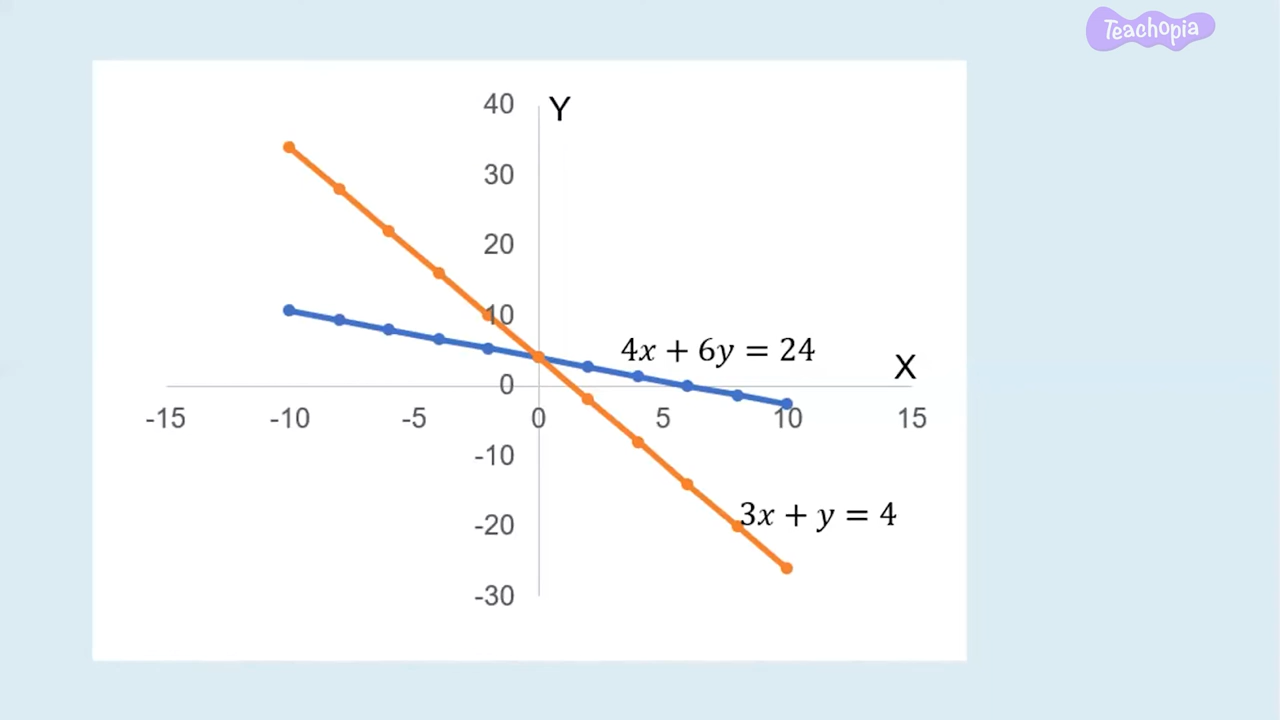 Teachopia
40 Y
30
20
10
4x + 6y = 24
X
0
-15 -10 -5 0 5 10 15
-10
3x + y = 4
-20
-30